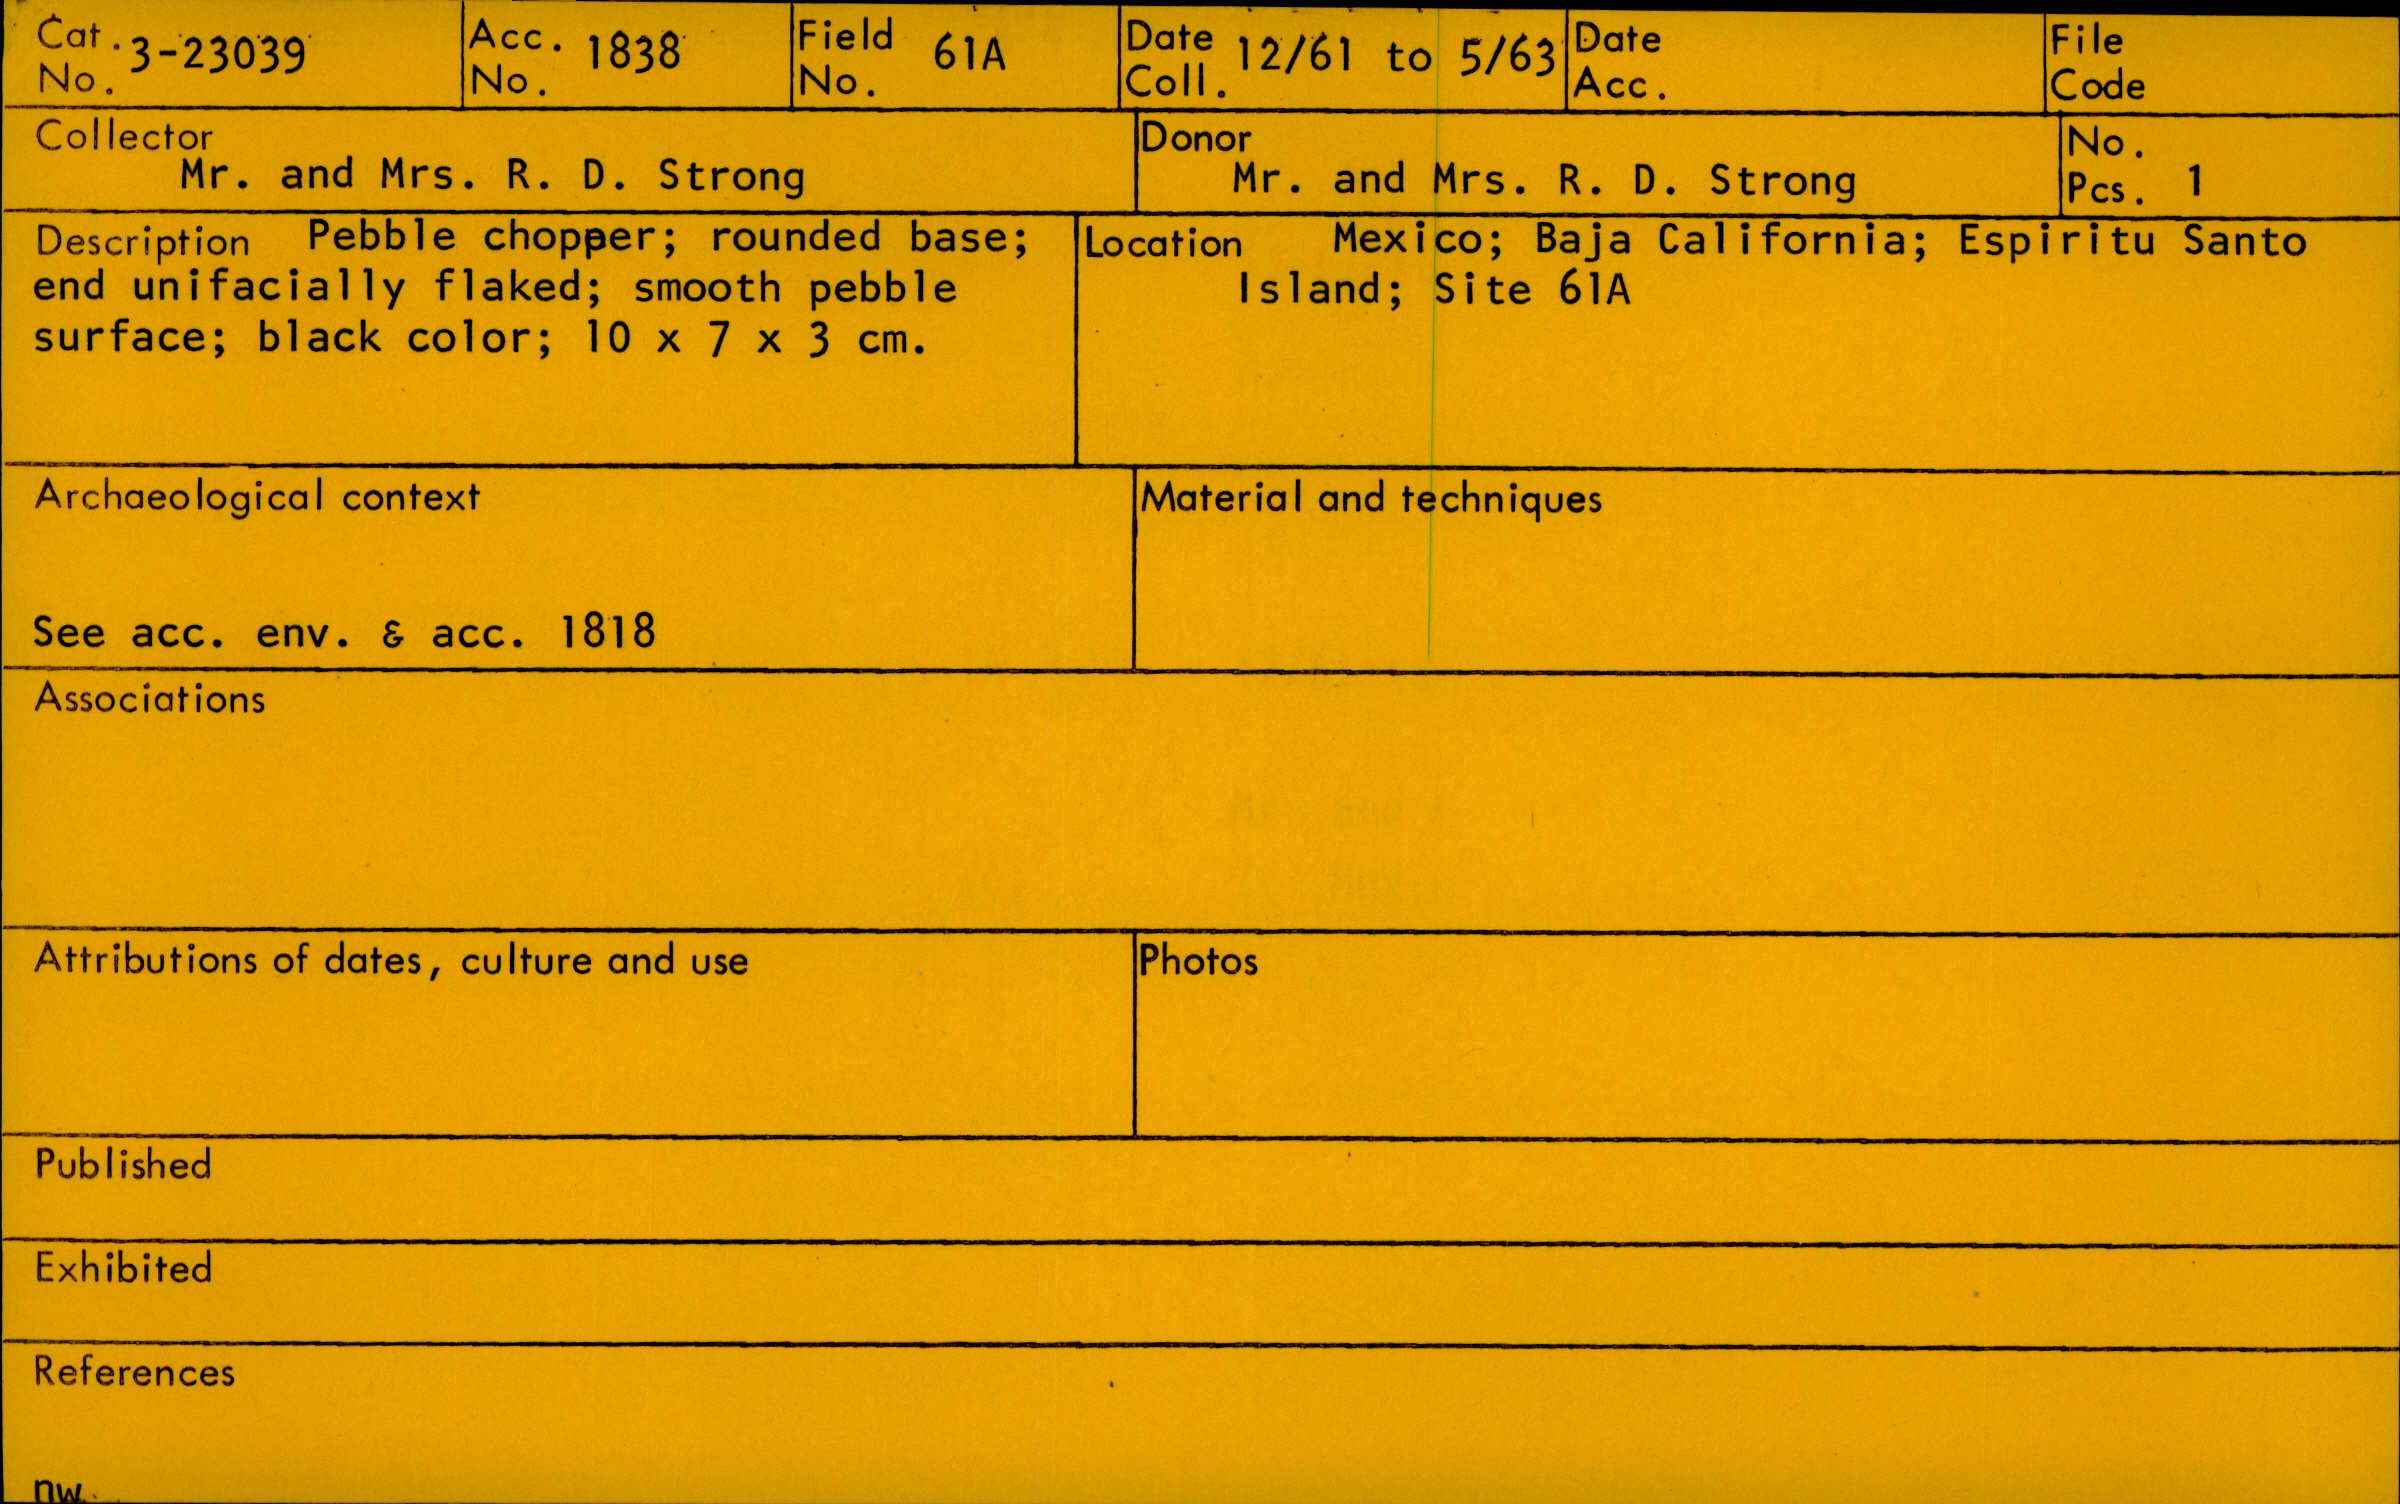 Cat. No. 3-23039 Acc. No. 1838 Field No. 61A Date Coll. 12/61 to 5/63 Date Acc. File Code
Collector Donor No. Pcs. 1
Mr. and Mrs. R. D. Strong Mr. and Mrs. R. D. Strong
Description Pebble chopper; rounded base;
end unifacially flaked; smooth pebble
surface; black color; 10 x 7 x 3 cm.
Location Mexico; Baja California; Espiritu Santo
Island; Site 61A
Archaeological context
See acc. env. & acc. 1818
Material and techniques
Associations
Attributions of dates, culture and use
Photos
Published
Exhibited
References
nw.